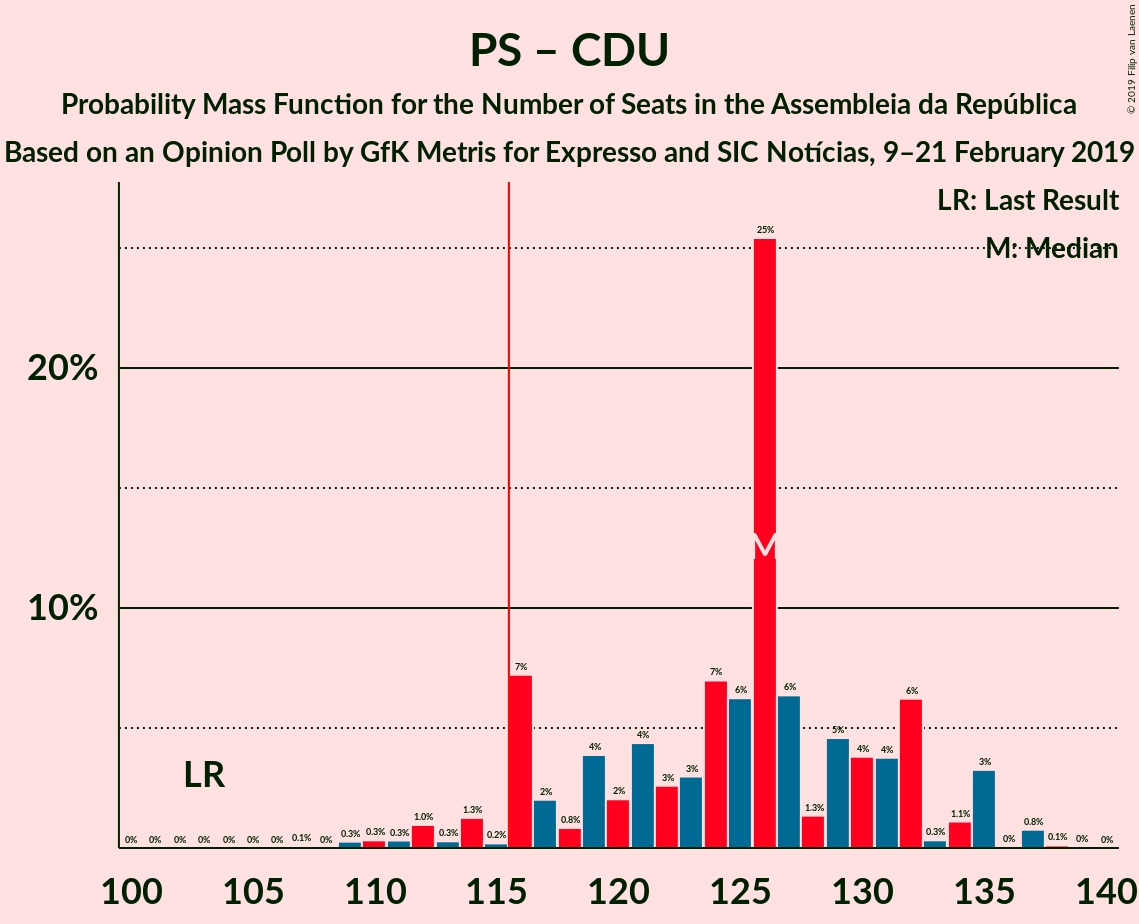 PS – CDU
Probability Mass Function for the Number of Seats in the Assembleia da República
Based on an Opinion Poll by GfK Metris for Expresso and SIC Notícias, 9–21 February 2019
© 2019 Filip van Laenen
LR: Last Result
M: Median
25%
20%
10%
7% 7% 6% 6% 6%
5% 4% 4% 4% 4%
3% 3% 3% 2% 2%
LR
M
0% 0% 0% 0% 0% 0% 0% 0.1% 0% 0.3% 0.3% 0.3% 1.0% 0.3% 1.3% 0.2% 0.8% 1.3% 0.3% 1.1% 0% 0.8% 0.1% 0% 0%
100 105 110 115 120 125 130 135 140